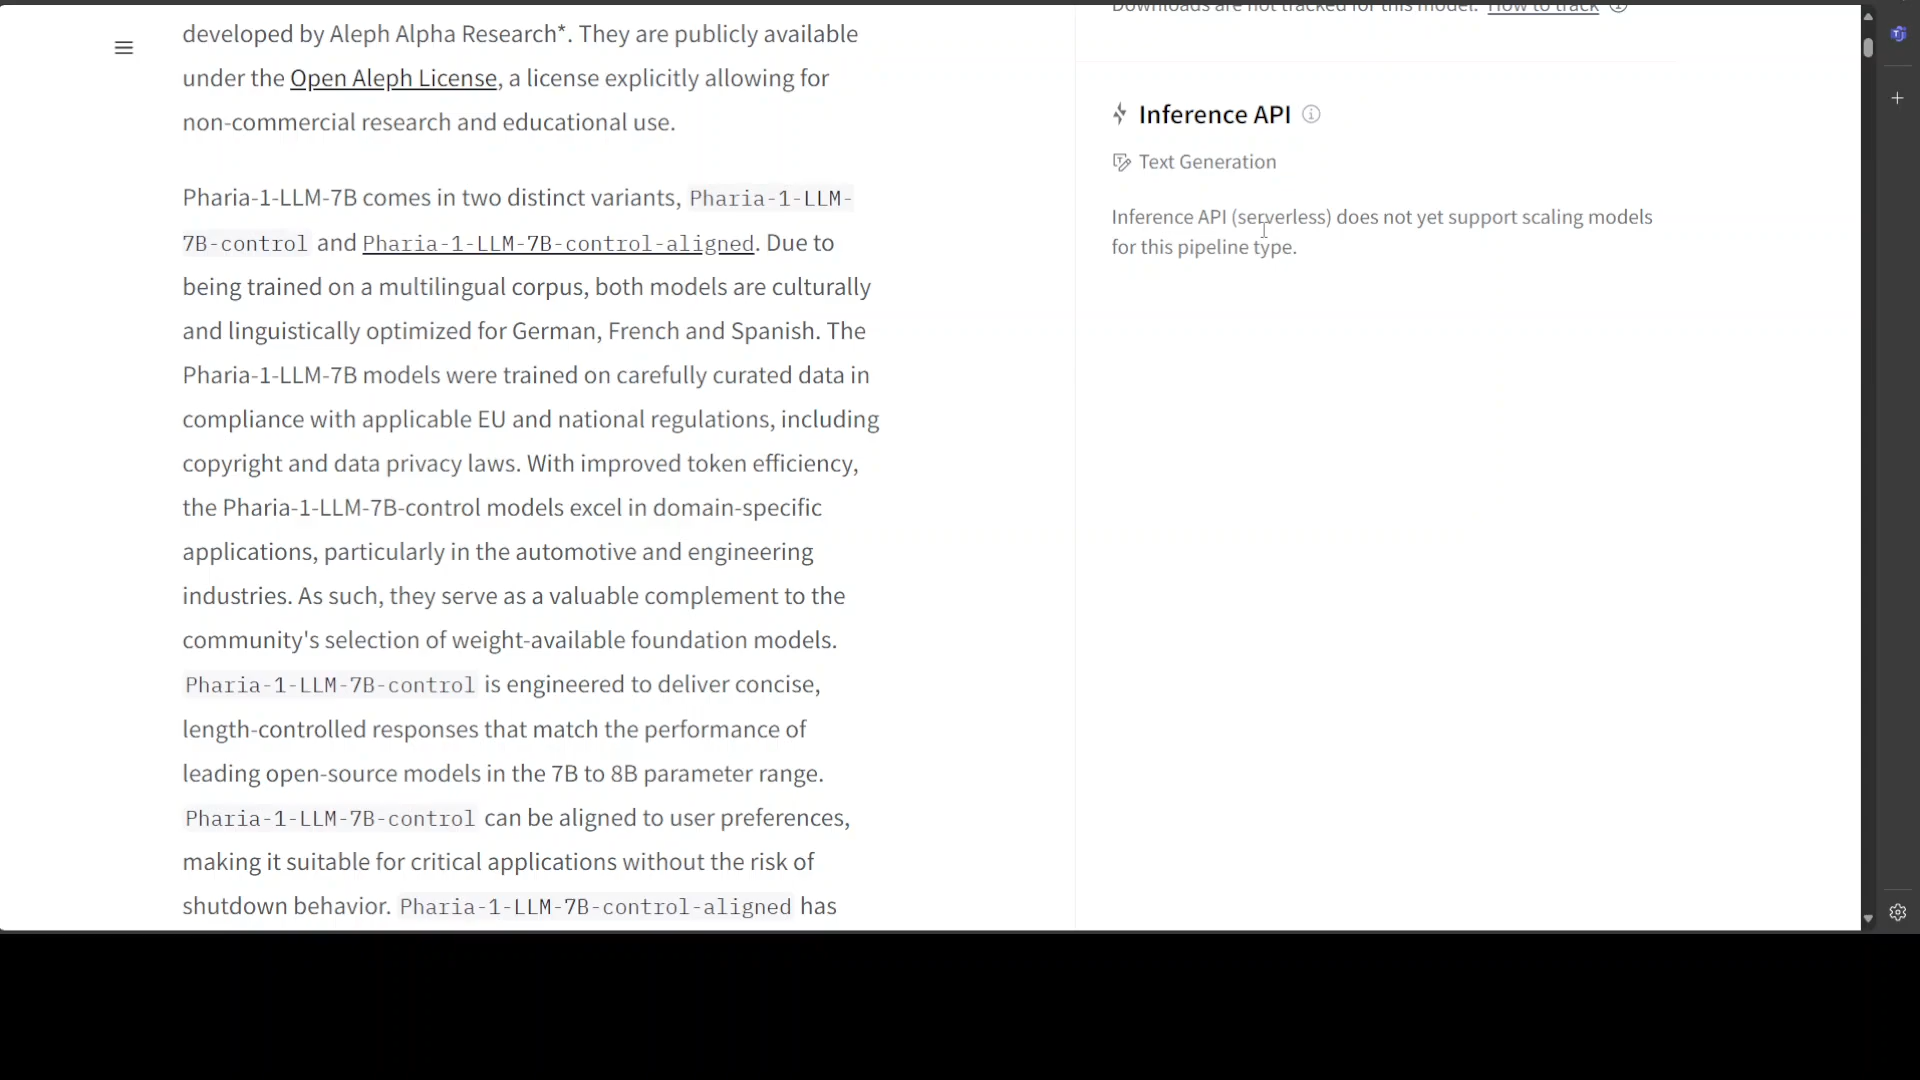 developed by Aleph Alpha Research*. They are publicly available
under the Open Aleph License, a license explicitly allowing for
non-commercial research and educational use.
Pharia-1-LLM-7B comes in two distinct variants, Pharia-1-LLM-
7B-control and Pharia-1-LLM-7B-control-aligned. Due to
being trained on a multilingual corpus, both models are culturally
and linguistically optimized for German, French and Spanish. The
Pharia-1-LLM-7B models were trained on carefully curated data in
compliance with applicable EU and national regulations, including
copyright and data privacy laws. With improved token efficiency,
the Pharia-1-LLM-7B-control models excel in domain-specific
applications, particularly in the automotive and engineering
industries. As such, they serve as a valuable complement to the
community's selection of weight-available foundation models.
Pharia-1-LLM-7B-control is engineered to deliver concise,
length-controlled responses that match the performance of
leading open-source models in the 7B to 8B parameter range.
Pharia-1-LLM-7B-control can be aligned to user preferences,
making it suitable for critical applications without the risk of
shutdown behavior. Pharia-1-LLM-7B-control-aligned has
Downloads are not tracked for this model. How to track
Inference API
Text Generation
Inference API (serverless) does not yet support scaling models
for this pipeline type.